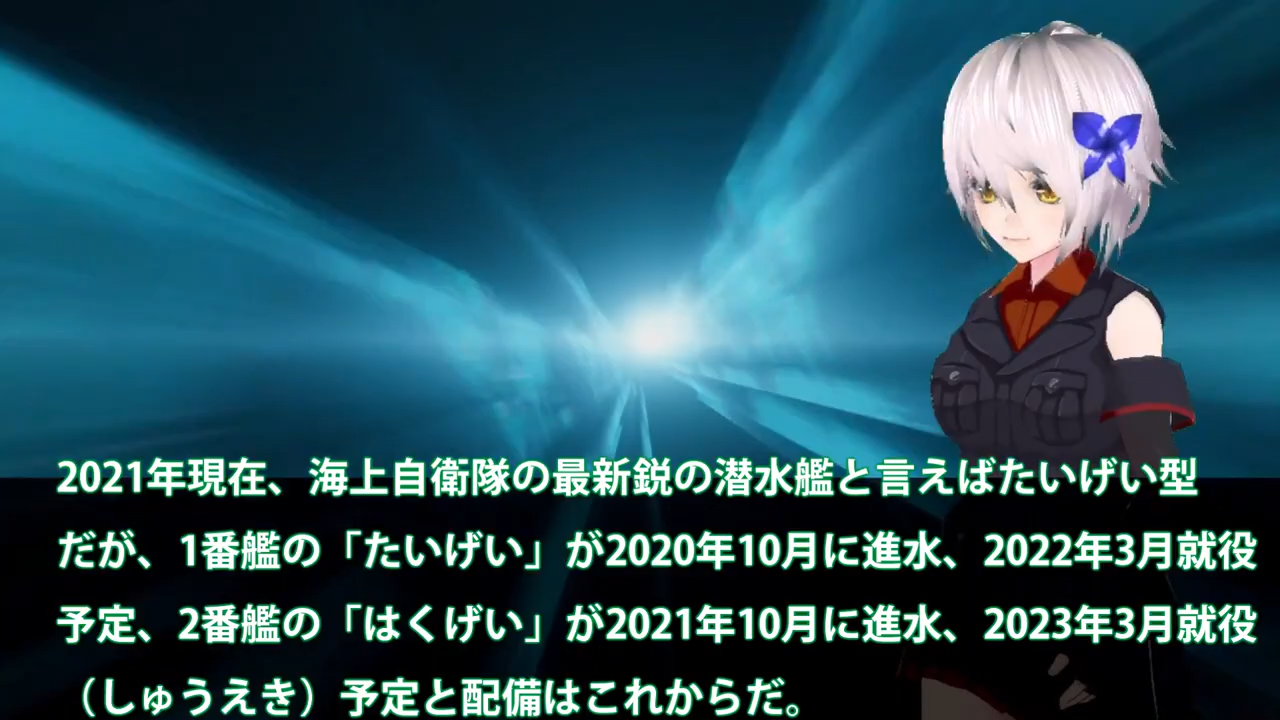 2021年現在、海上自衛隊の最新鋭の潜水艦と言えばたいげい型
だが、1番艦の「たいげい」が2020年10月に進水、2022年3月就役
予定、2番艦の「はくげい」が2021年10月に進水、2023年3月就役
（しゅうえき）予定と配備はこれからだ。